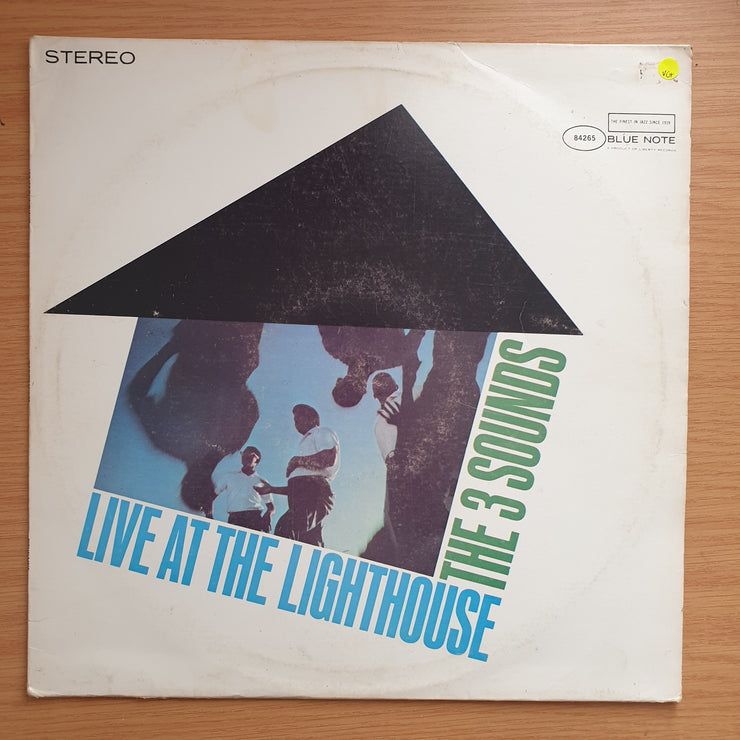 STEREO
VG+
THE FINEST IN JAZZ SINCE 1939
84265
BLUE NOTE
A PRODUCT OF LIBERTY RECORDS
THE 3 SOUNDS
LIVE AT THE LIGHTHOUSE